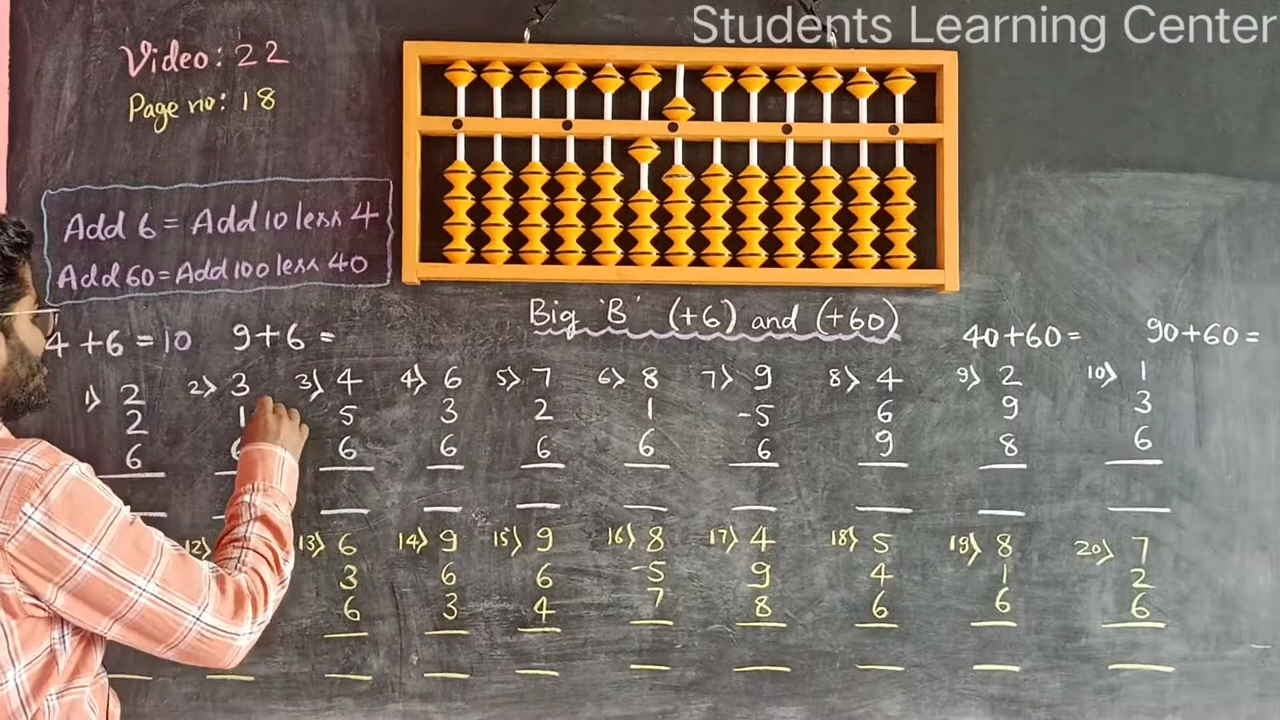 Students Learning Center
Video: 22
Page no: 18
Add 6 = Add 10 less 4
Add 60 = Add 100 less 40
Big 'B' (+6) and (+60)
4 + 6 = 10 9 + 6 = 40 + 60 = 90 + 60 =
1) 2 2) 3 3) 4 4) 6 5) 7 6) 8 7) 9 8) 4 9) 2 10) 1
2 1 5 3 2 1 -5 6 9 3
6 6 6 6 6 6 6 9 8 6
12) 13) 6 14) 9 15) 9 16) 8 17) 4 18) 5 19) 8 20) 7
3 6 6 -5 9 4 1 2
6 3 4 7 8 6 6 6